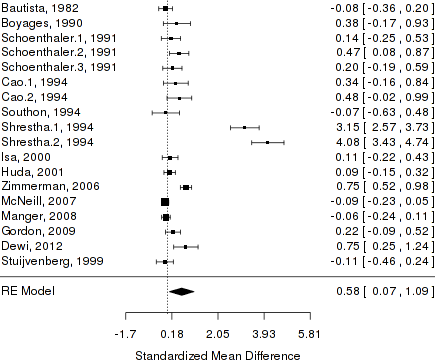 Bautista, 1982 -0.08 [ -0.36 , 0.20 ]
Boyages, 1990 0.38 [ -0.17 , 0.93 ]
Schoenthaler.1, 1991 0.14 [ -0.25 , 0.53 ]
Schoenthaler.2, 1991 0.47 [ 0.08 , 0.87 ]
Schoenthaler.3, 1991 0.20 [ -0.19 , 0.59 ]
Cao.1, 1994 0.34 [ -0.16 , 0.84 ]
Cao.2, 1994 0.48 [ -0.02 , 0.99 ]
Southon, 1994 -0.07 [ -0.63 , 0.48 ]
Shrestha.1, 1994 3.15 [ 2.57 , 3.73 ]
Shrestha.2, 1994 4.08 [ 3.43 , 4.74 ]
Isa, 2000 0.11 [ -0.22 , 0.43 ]
Huda, 2001 0.09 [ -0.15 , 0.32 ]
Zimmerman, 2006 0.75 [ 0.52 , 0.98 ]
McNeill, 2007 -0.09 [ -0.23 , 0.05 ]
Manger, 2008 -0.06 [ -0.24 , 0.11 ]
Gordon, 2009 0.22 [ -0.09 , 0.52 ]
Dewi, 2012 0.75 [ 0.25 , 1.24 ]
Stuijvenberg, 1999 -0.11 [ -0.46 , 0.24 ]
RE Model 0.58 [ 0.07 , 1.09 ]
-1.7 0.18 2.05 3.93 5.81
Standardized Mean Difference